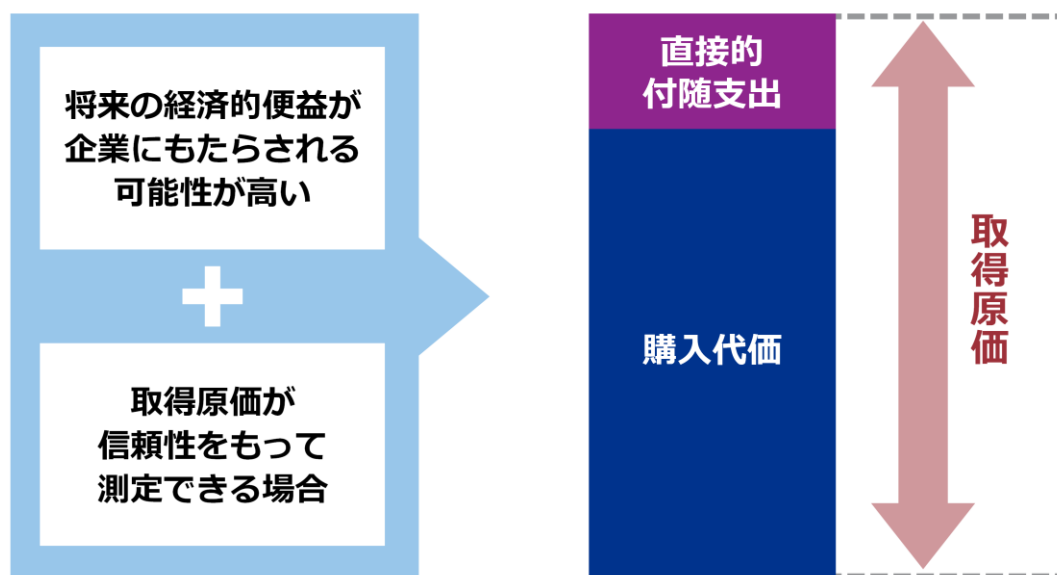 将来の経済的便益が
企業にもたらされる
可能性が高い
+
取得原価が
信頼性をもって
測定できる場合
直接的
付随支出
購入代価
取得原価